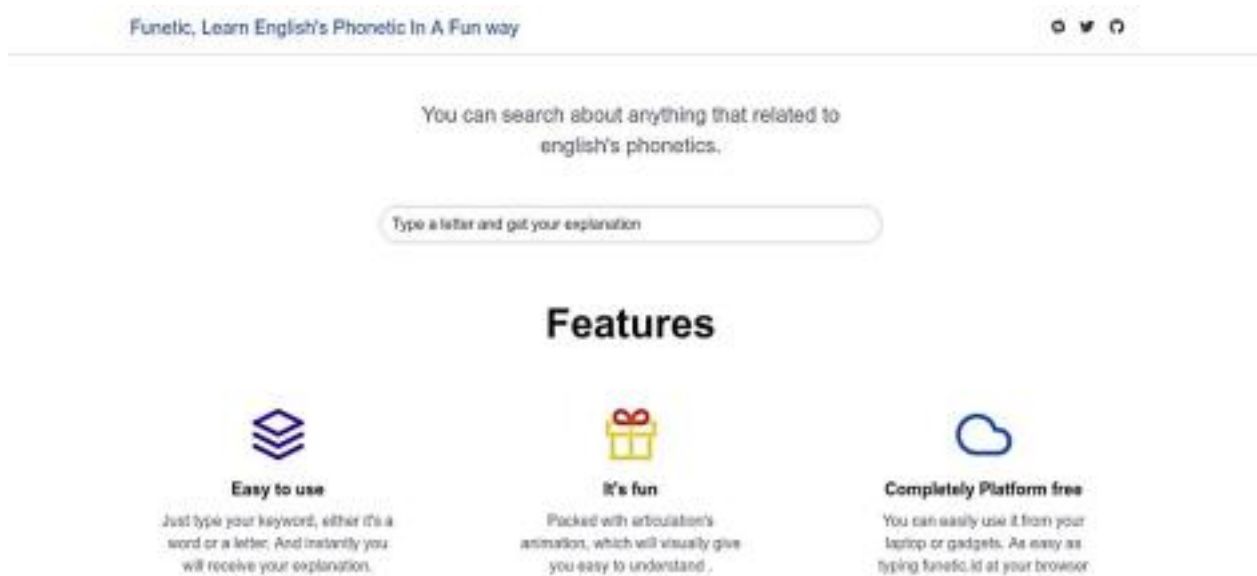 Funetic, Learn English's Phonetic In A Fun way
You can search about anything that related to
english's phonetics.
Type a letter and get your explanation
Features
Easy to use
Just type your keyword, either it's a
word or a letter. And instantly you
will receive your explanation.
It's fun
Packed with articulation's
animation, which will visually give
you easy to understand .
Completely Platform free
You can easily use it from your
laptop or gadgets. As easy as
typing funetic.id at your browser